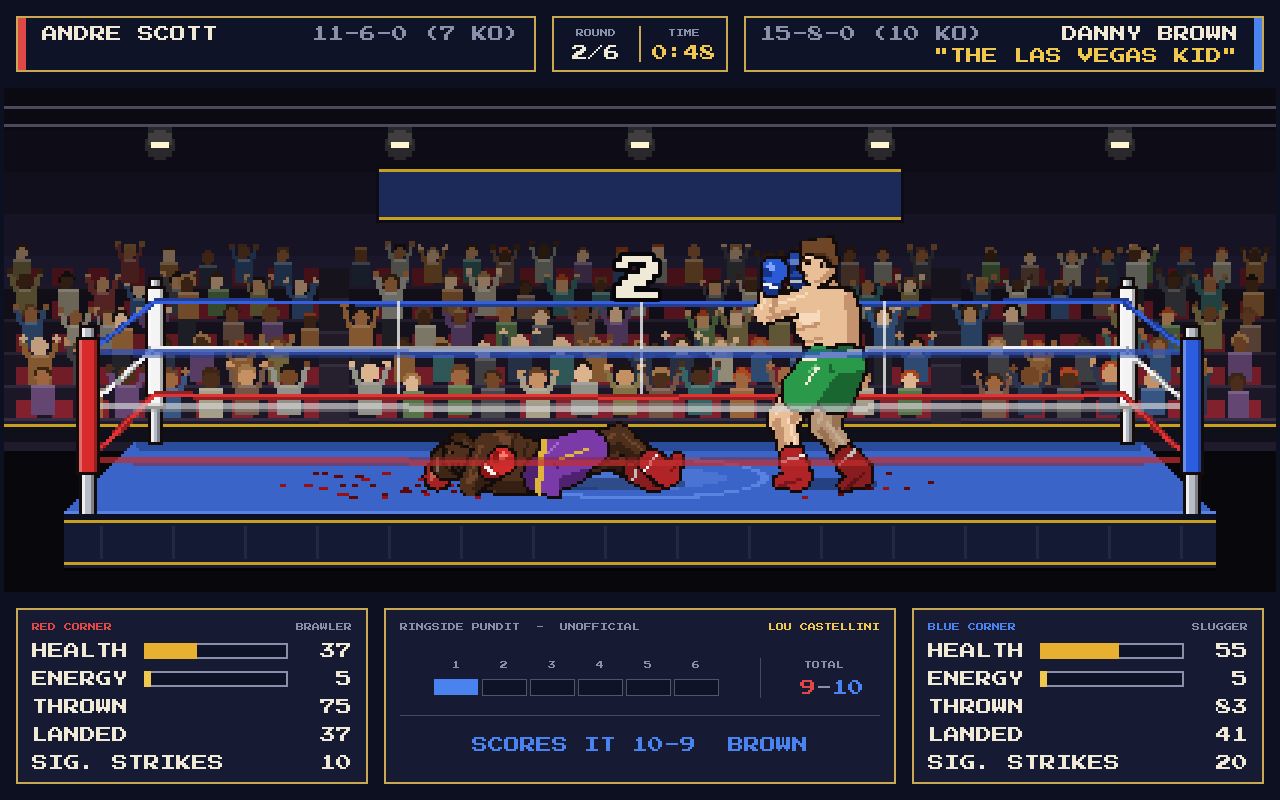 ANDRE SCOTT 11-6-0 (7 KO)
ROUND TIME
2/6 0:48
15-8-0 (10 KO) DANNY BROWN
"THE LAS VEGAS KID"
2
RED CORNER BRAWLER
HEALTH 37
ENERGY 5
THROWN 75
LANDED 37
SIG. STRIKES 10
RINGSIDE PUNDIT - UNOFFICIAL LOU CASTELLINI
1 2 3 4 5 6 TOTAL
9-10
SCORES IT 10-9 BROWN
BLUE CORNER SLUGGER
HEALTH 55
ENERGY 5
THROWN 83
LANDED 41
SIG. STRIKES 20